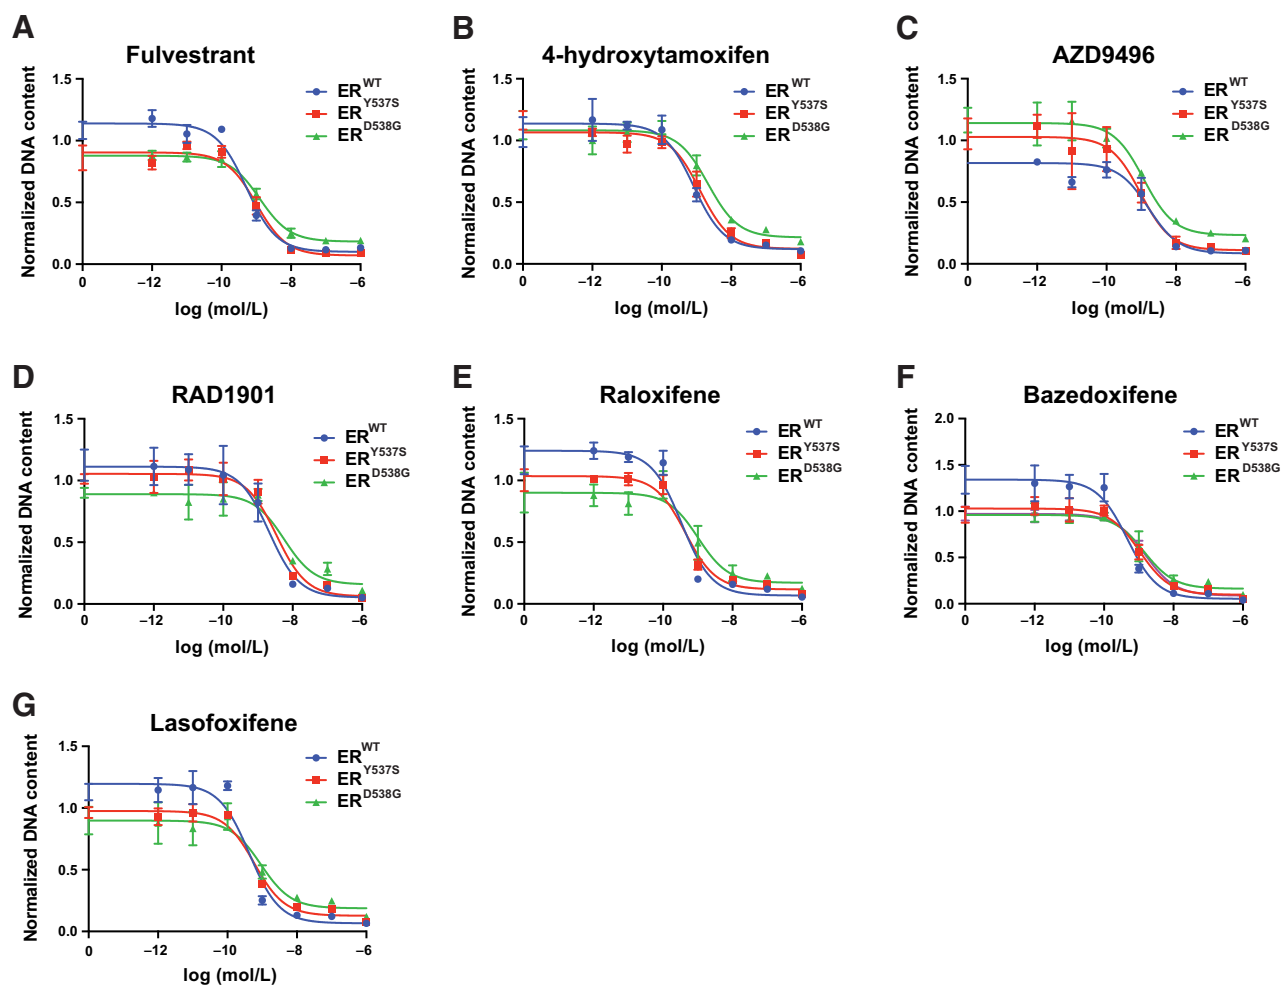 A
Fulvestrant
Normalized DNA content
1.5
1.0
0.5
0.0
0 −12 −10 −8 −6
log (mol/L)
ER^WT
ER^Y537S
ER^D538G
B
4-hydroxytamoxifen
Normalized DNA content
1.5
1.0
0.5
0.0
0 −12 −10 −8 −6
log (mol/L)
ER^WT
ER^Y537S
ER^D538G
C
AZD9496
Normalized DNA content
1.5
1.0
0.5
0.0
0 −12 −10 −8 −6
log (mol/L)
ER^WT
ER^Y537S
ER^D538G
D
RAD1901
Normalized DNA content
1.5
1.0
0.5
0.0
0 −12 −10 −8 −6
log (mol/L)
ER^WT
ER^Y537S
ER^D538G
E
Raloxifene
Normalized DNA content
1.5
1.0
0.5
0.0
0 −12 −10 −8 −6
log (mol/L)
ER^WT
ER^Y537S
ER^D538G
F
Bazedoxifene
Normalized DNA content
2.0
1.5
1.0
0.5
0.0
0 −12 −10 −8 −6
log (mol/L)
ER^WT
ER^Y537S
ER^D538G
G
Lasofoxifene
Normalized DNA content
1.5
1.0
0.5
0.0
0 −12 −10 −8 −6
log (mol/L)
ER^WT
ER^Y537S
ER^D538G